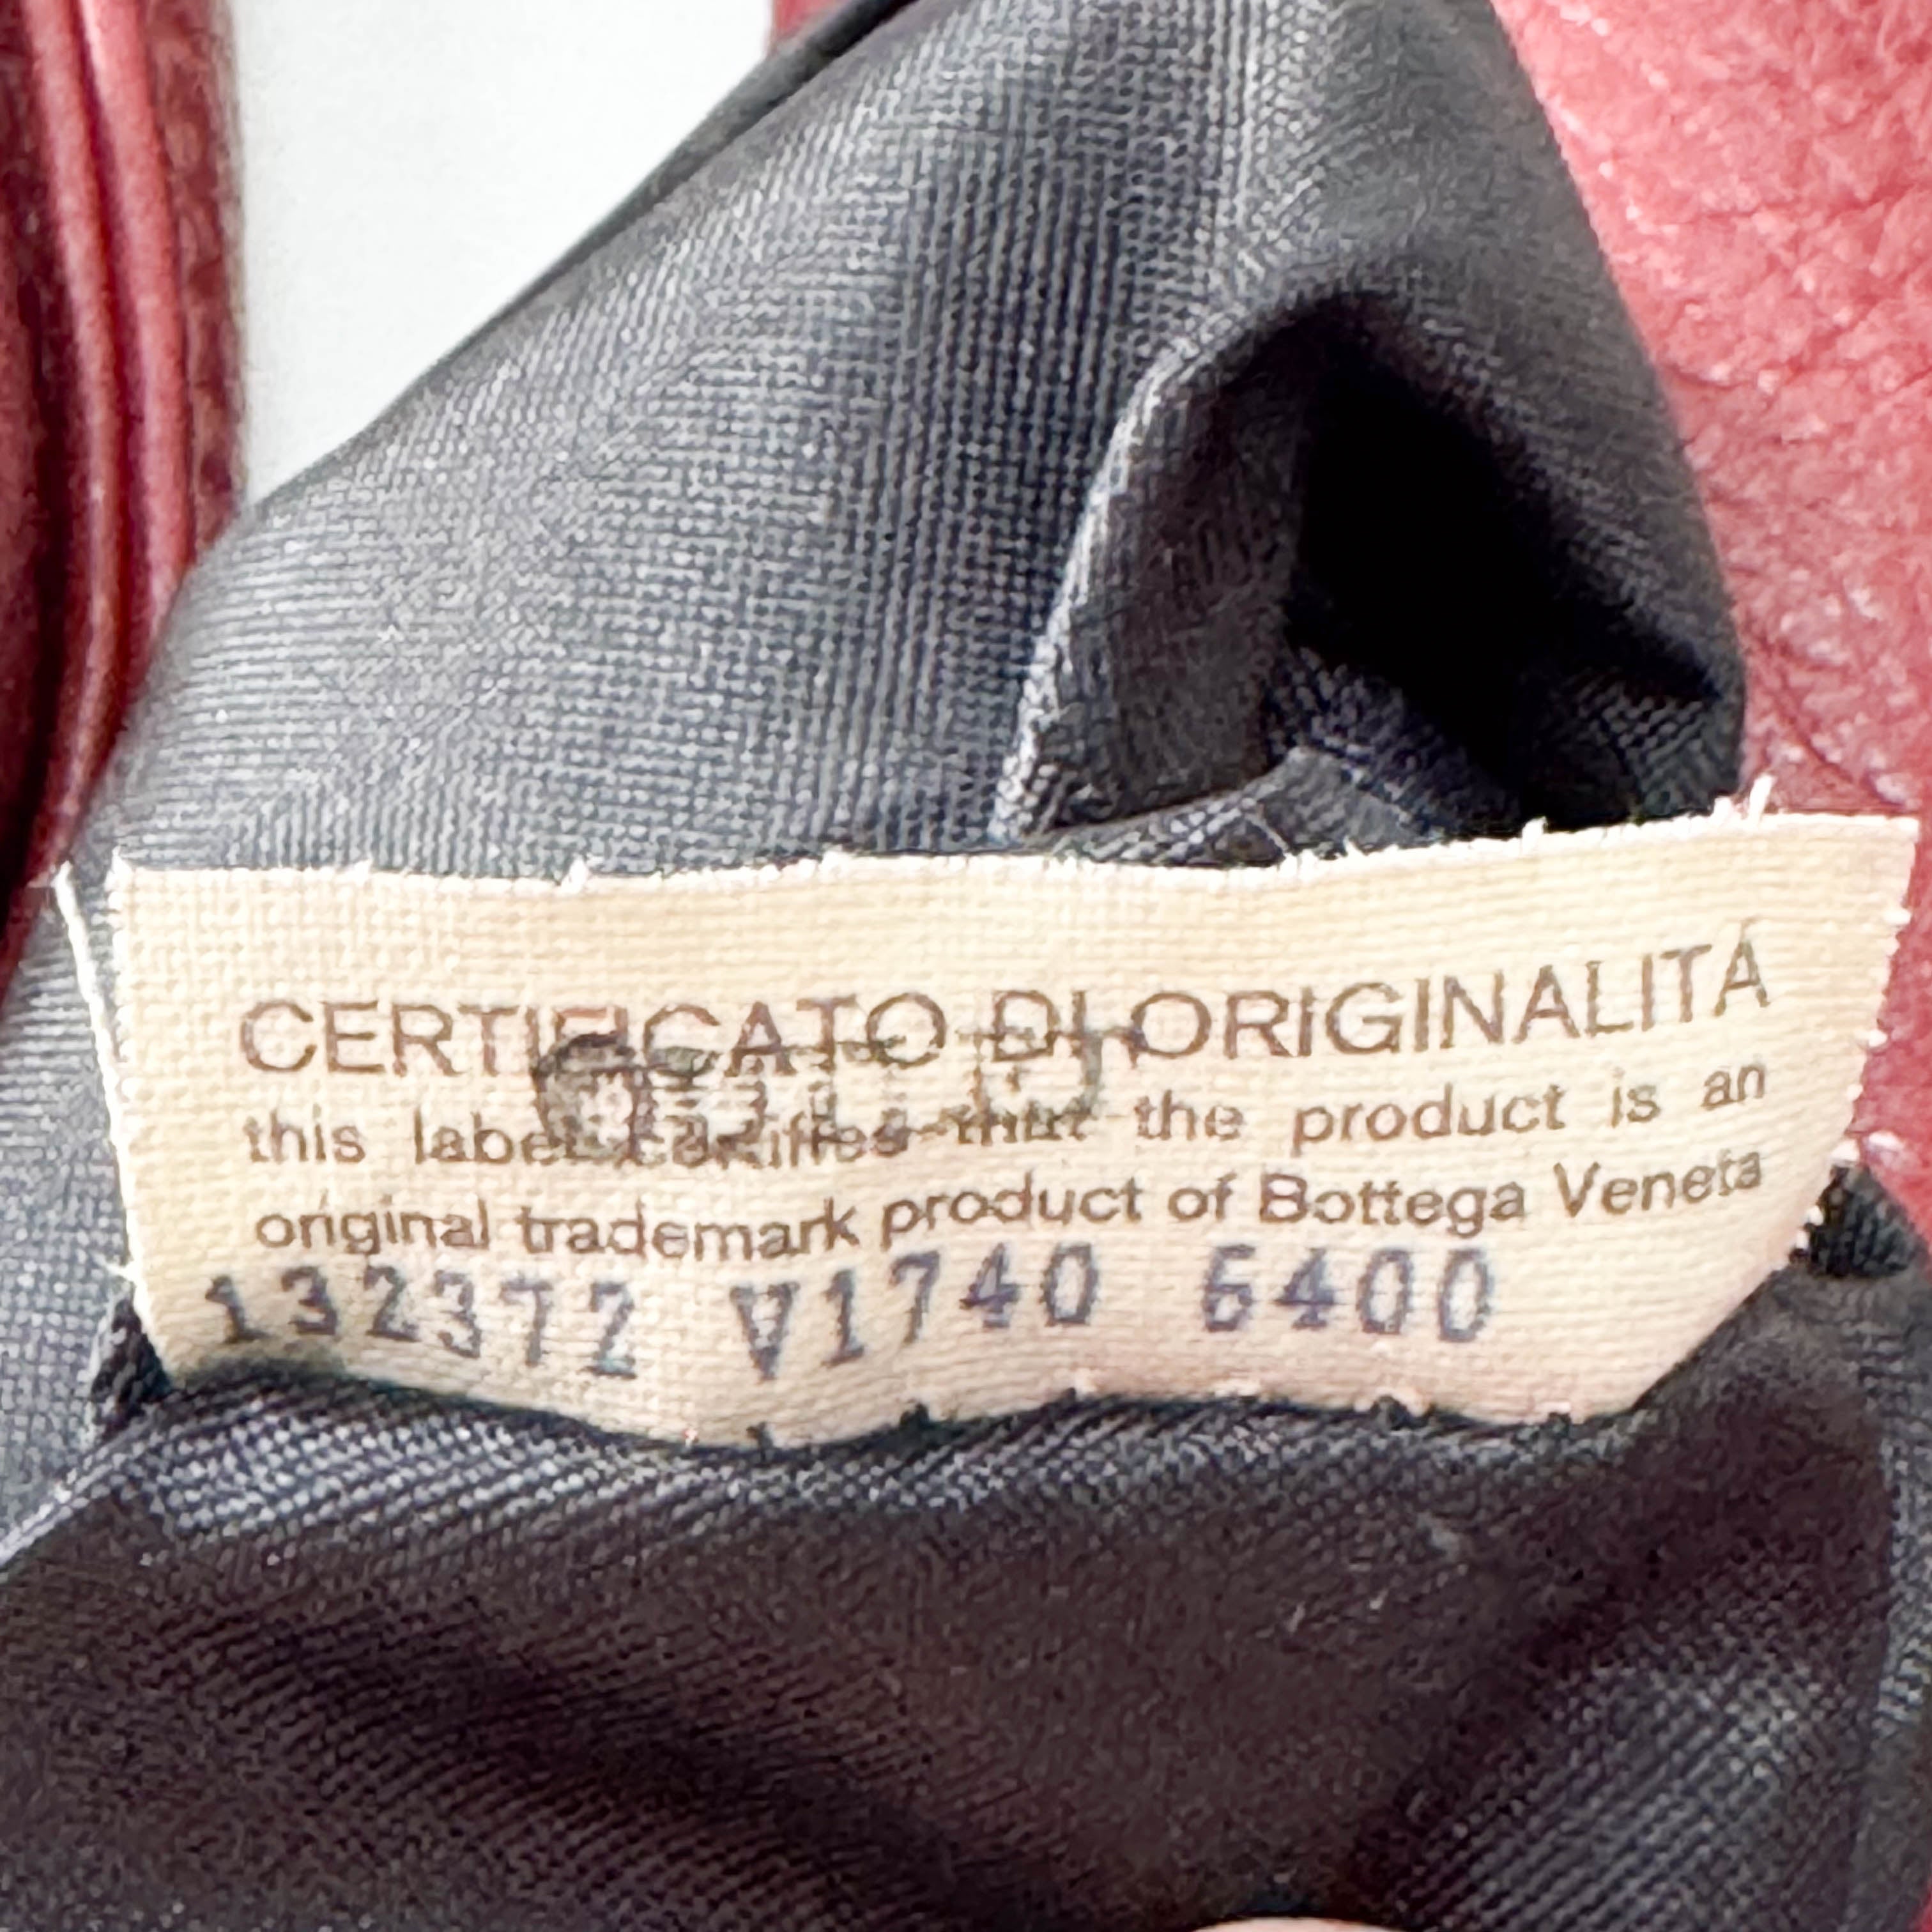 CERTIFICATO DI ORIGINALITÁ
this label certifies that the product is an
original trademark product of Bottega Veneta
132372 V1740 6400